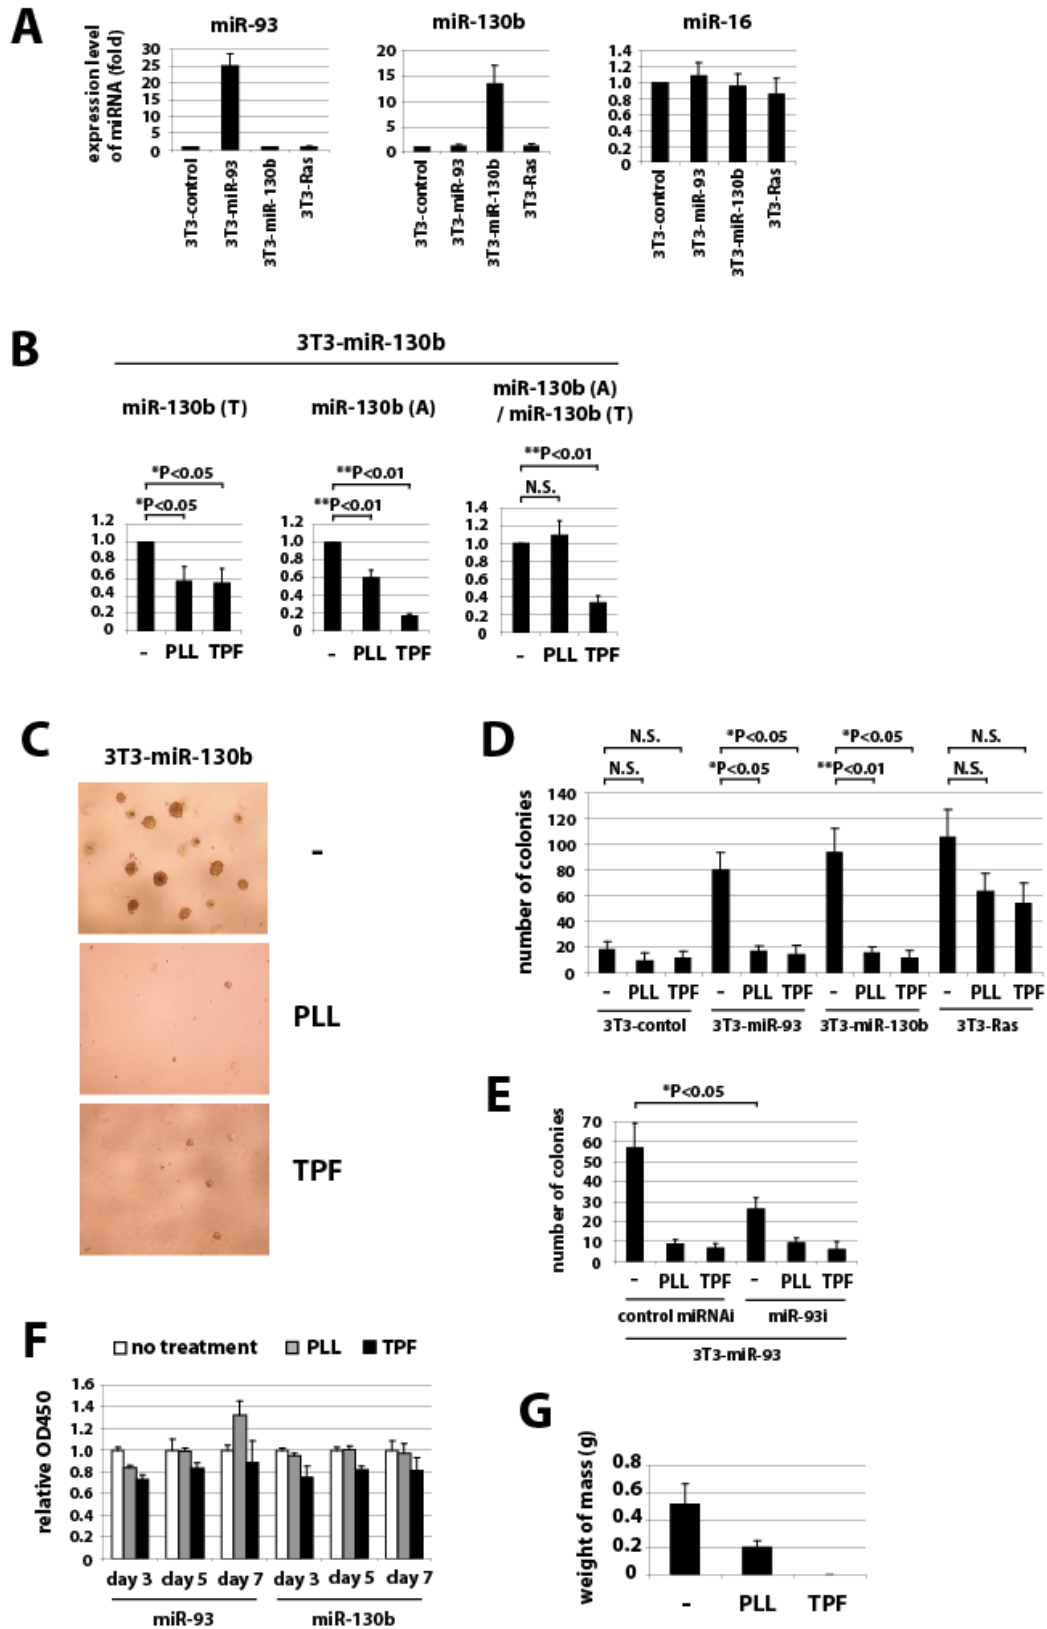 A
miR-93
miR-130b
miR-16
expression level
of miRNA (fold)
30
25
20
15
10
5
0
20
15
10
5
0
1.4
1.2
1.0
0.8
0.6
0.4
0.2
0
3T3-control
3T3-miR-93
3T3-miR-130b
3T3-Ras
3T3-control
3T3-miR-93
3T3-miR-130b
3T3-Ras
3T3-control
3T3-miR-93
3T3-miR-130b
3T3-Ras
B
3T3-miR-130b
miR-130b (T)
miR-130b (A)
miR-130b (A)
/ miR-130b (T)
*P<0.05
*P<0.05
1.2
1.0
0.8
0.6
0.4
0.2
0
- PLL TPF
**P<0.01
**P<0.01
1.2
1.0
0.8
0.6
0.4
0.2
0
- PLL TPF
**P<0.01
N.S.
1.4
1.2
1.0
0.8
0.6
0.4
0.2
0
- PLL TPF
C
3T3-miR-130b
-
PLL
TPF
D
N.S.
*P<0.05
*P<0.05
N.S.
N.S.
*P<0.05
**P<0.01
N.S.
number of colonies
140
120
100
80
60
40
20
0
- PLL TPF - PLL TPF - PLL TPF - PLL TPF
3T3-contol 3T3-miR-93 3T3-miR-130b 3T3-Ras
E
*P<0.05
number of colonies
70
60
50
40
30
20
10
0
- PLL TPF - PLL TPF
control miRNAi miR-93i
3T3-miR-93
F
no treatment PLL TPF
relative OD450
1.6
1.4
1.2
1.0
0.8
0.6
0.4
0.2
0
day 3 day 5 day 7 day 3 day 5 day 7
miR-93 miR-130b
G
weight of mass (g)
0.8
0.6
0.4
0.2
0
- PLL TPF